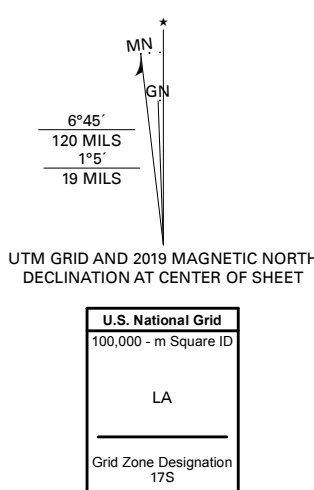 ★
MN
GN
6°45´
120 MILS
1°5´
19 MILS
UTM GRID AND 2019 MAGNETIC NORTH
DECLINATION AT CENTER OF SHEET
U.S. National Grid
100,000 - m Square ID
LA
Grid Zone Designation
17S